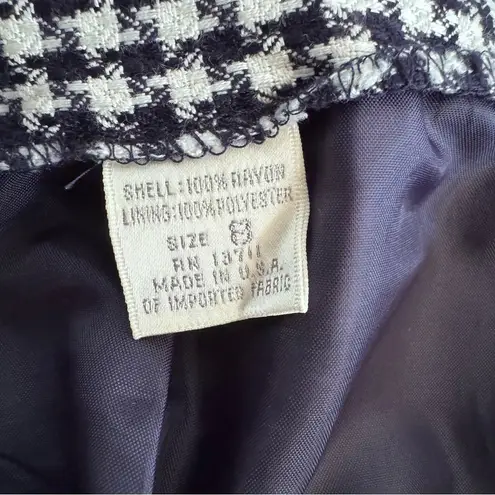 SHELL:100% RAYON
LINING:100%POLYESTER
SIZE 8
RN 13711
MADE IN U.S.A.
OF IMPORTED FABRIC